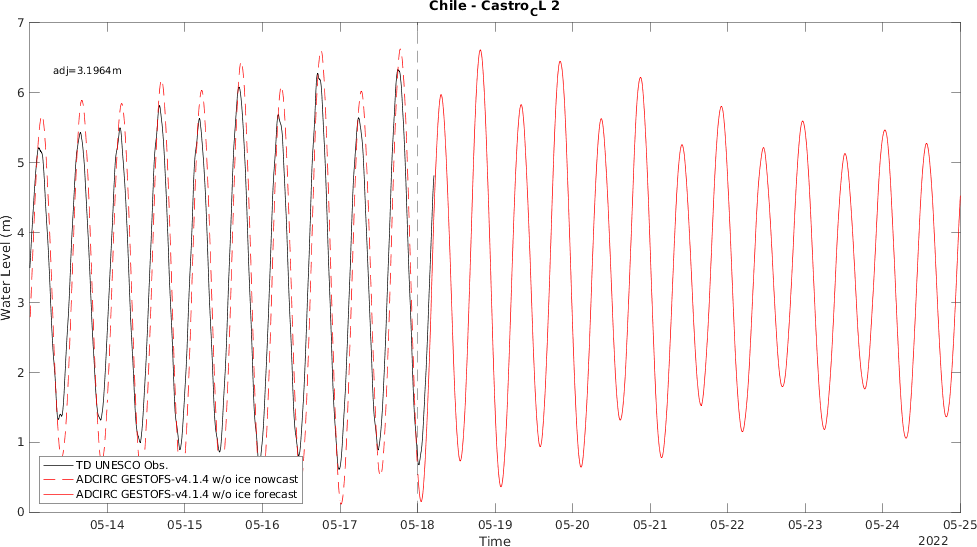 Chile - Castro_CL 2
7
adj=3.1964m
6
5
4
3
2
1
0
Water Level (m)
TD UNESCO Obs.
ADCIRC GESTOFS-v4.1.4 w/o ice nowcast
ADCIRC GESTOFS-v4.1.4 w/o ice forecast
05-14 05-15 05-16 05-17 05-18 05-19 05-20 05-21 05-22 05-23 05-24 05-25
Time
2022